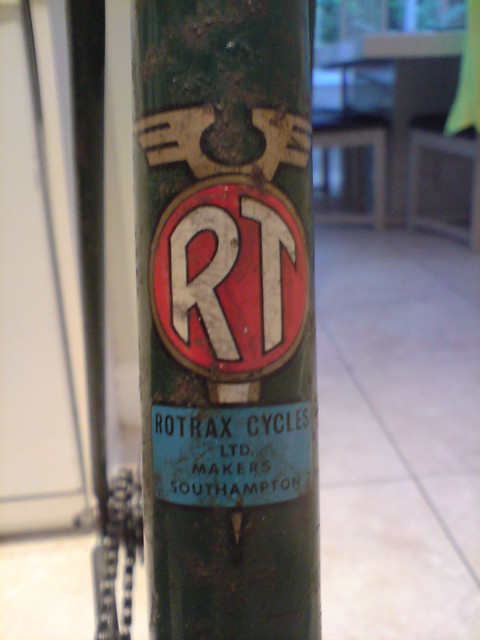 RT
ROTRAX CYCLES
LTD.
MAKERS
SOUTHAMPTON